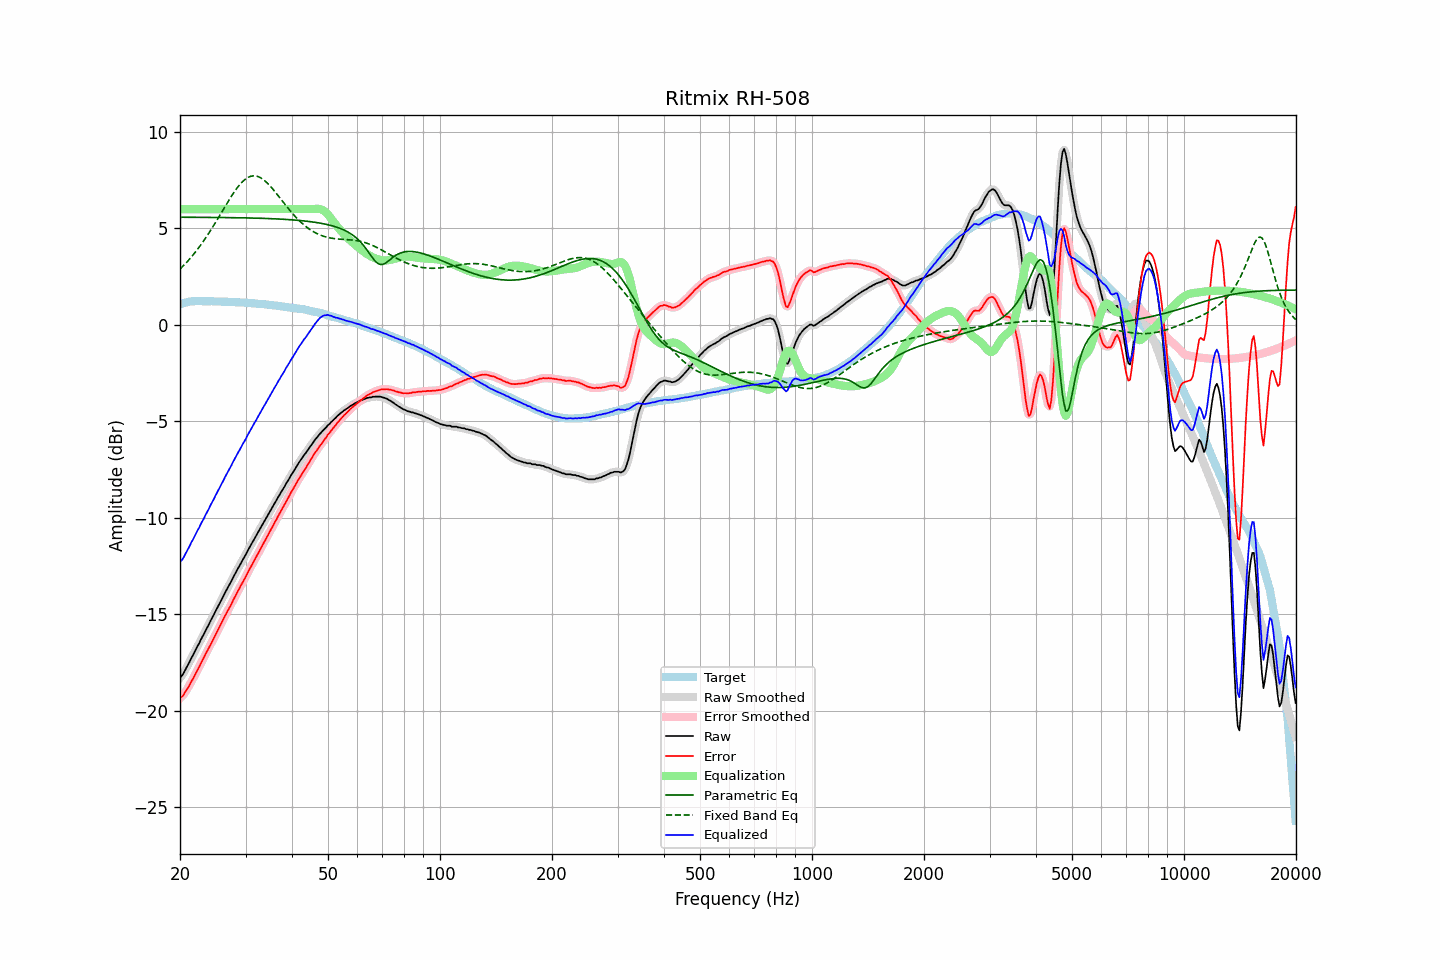 Ritmix RH-508
10
5
0
−5
−10
−15
−20
−25
Amplitude (dBr)
Target
Raw Smoothed
Error Smoothed
Raw
Error
Equalization
Parametric Eq
Fixed Band Eq
Equalized
20
50
100
200
500
1000
2000
5000
10000
20000
Frequency (Hz)